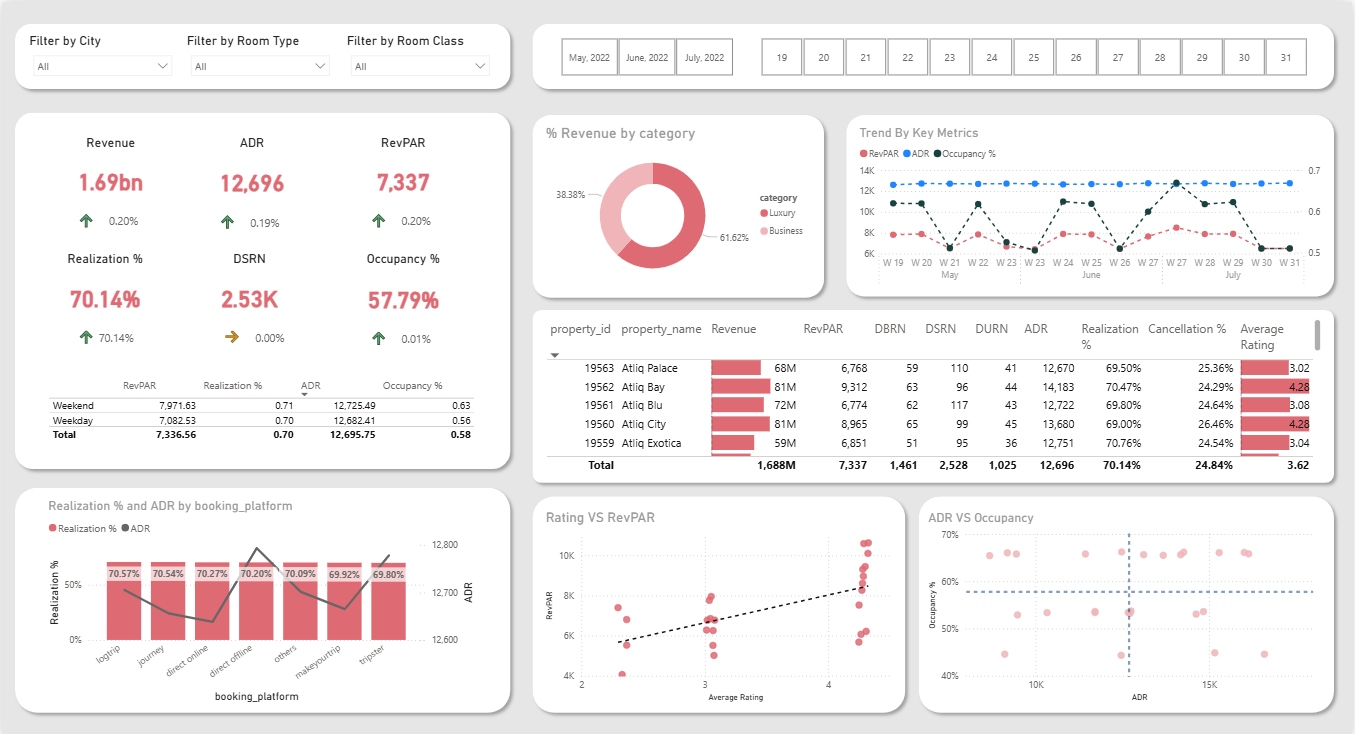 Filter by City Filter by Room Type Filter by Room Class
All All All
May, 2022 June, 2022 July, 2022 19 20 21 22 23 24 25 26 27 28 29 30 31
Revenue ADR RevPAR
1.69bn 12,696 7,337
0.20% 0.19% 0.20%
Realization % DSRN Occupancy %
70.14% 2.53K 57.79%
70.14% 0.00% 0.01%
RevPAR Realization % ADR Occupancy %
Weekend 7,971.63 0.71 12,725.49 0.63
Weekday 7,082.53 0.70 12,682.41 0.56
Total 7,336.56 0.70 12,695.75 0.58
% Revenue by category
38.38%
61.62%
category
Luxury
Business
Trend By Key Metrics
RevPAR ADR Occupancy %
14K
12K
10K
8K
6K
0.7
0.6
0.5
W 19 W 20 W 21 W 22 W 23 W 23 W 24 W 25 W 26 W 27 W 27 W 28 W 29 W 30 W 31
May June July
property_id property_name Revenue RevPAR DBRN DSRN DURN ADR Realization % Cancellation % Average Rating
19563 Atliq Palace 68M 6,768 59 110 41 12,670 69.50% 25.36% 3.02
19562 Atliq Bay 81M 9,312 63 96 44 14,183 70.47% 24.29% 4.28
19561 Atliq Blu 72M 6,774 62 117 43 12,722 69.80% 24.64% 3.08
19560 Atliq City 81M 8,965 65 99 45 13,680 69.00% 26.46% 4.28
19559 Atliq Exotica 59M 6,851 51 95 36 12,751 70.76% 24.54% 3.04
Total 1,688M 7,337 1,461 2,528 1,025 12,696 70.14% 24.84% 3.62
Realization % and ADR by booking_platform
Realization % ADR
Realization %
50%
0%
70.57% 70.54% 70.27% 70.20% 70.09% 69.92% 69.80%
12,800
12,700
12,600
ADR
logtrip journey direct online direct offline others makeyourtrip tripster
booking_platform
Rating VS RevPAR
RevPAR
10K
8K
6K
4K
2 3 4
Average Rating
ADR VS Occupancy
Occupancy %
70%
60%
50%
40%
10K 15K
ADR